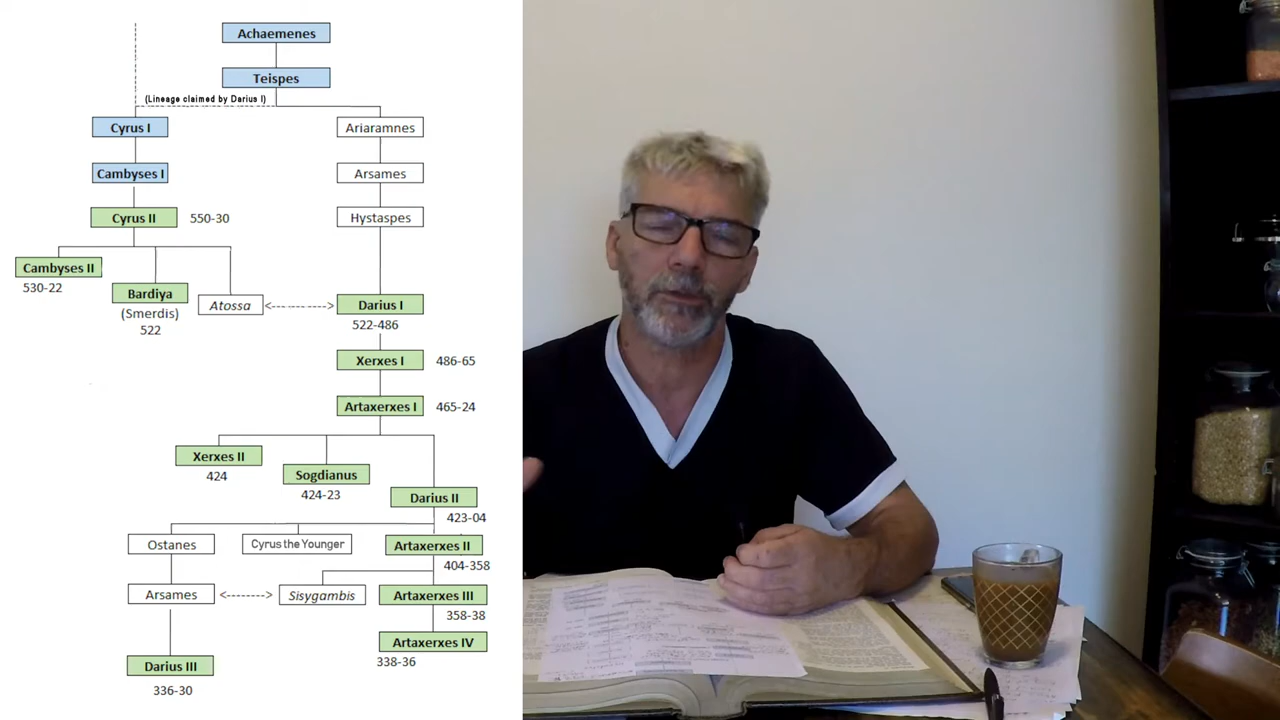 Achaemenes
Teispes
(Lineage claimed by Darius I)
Cyrus I
Ariaramnes
Cambyses I
Arsames
Cyrus II
550-30
Hystaspes
Cambyses II
530-22
Bardiya
(Smerdis)
522
Atossa
Darius I
522-486
Xerxes I
486-65
Artaxerxes I
465-24
Xerxes II
424
Sogdianus
424-23
Darius II
423-04
Ostanes
Cyrus the Younger
Artaxerxes II
404-358
Arsames
Sisygambis
Artaxerxes III
358-38
Artaxerxes IV
338-36
Darius III
336-30